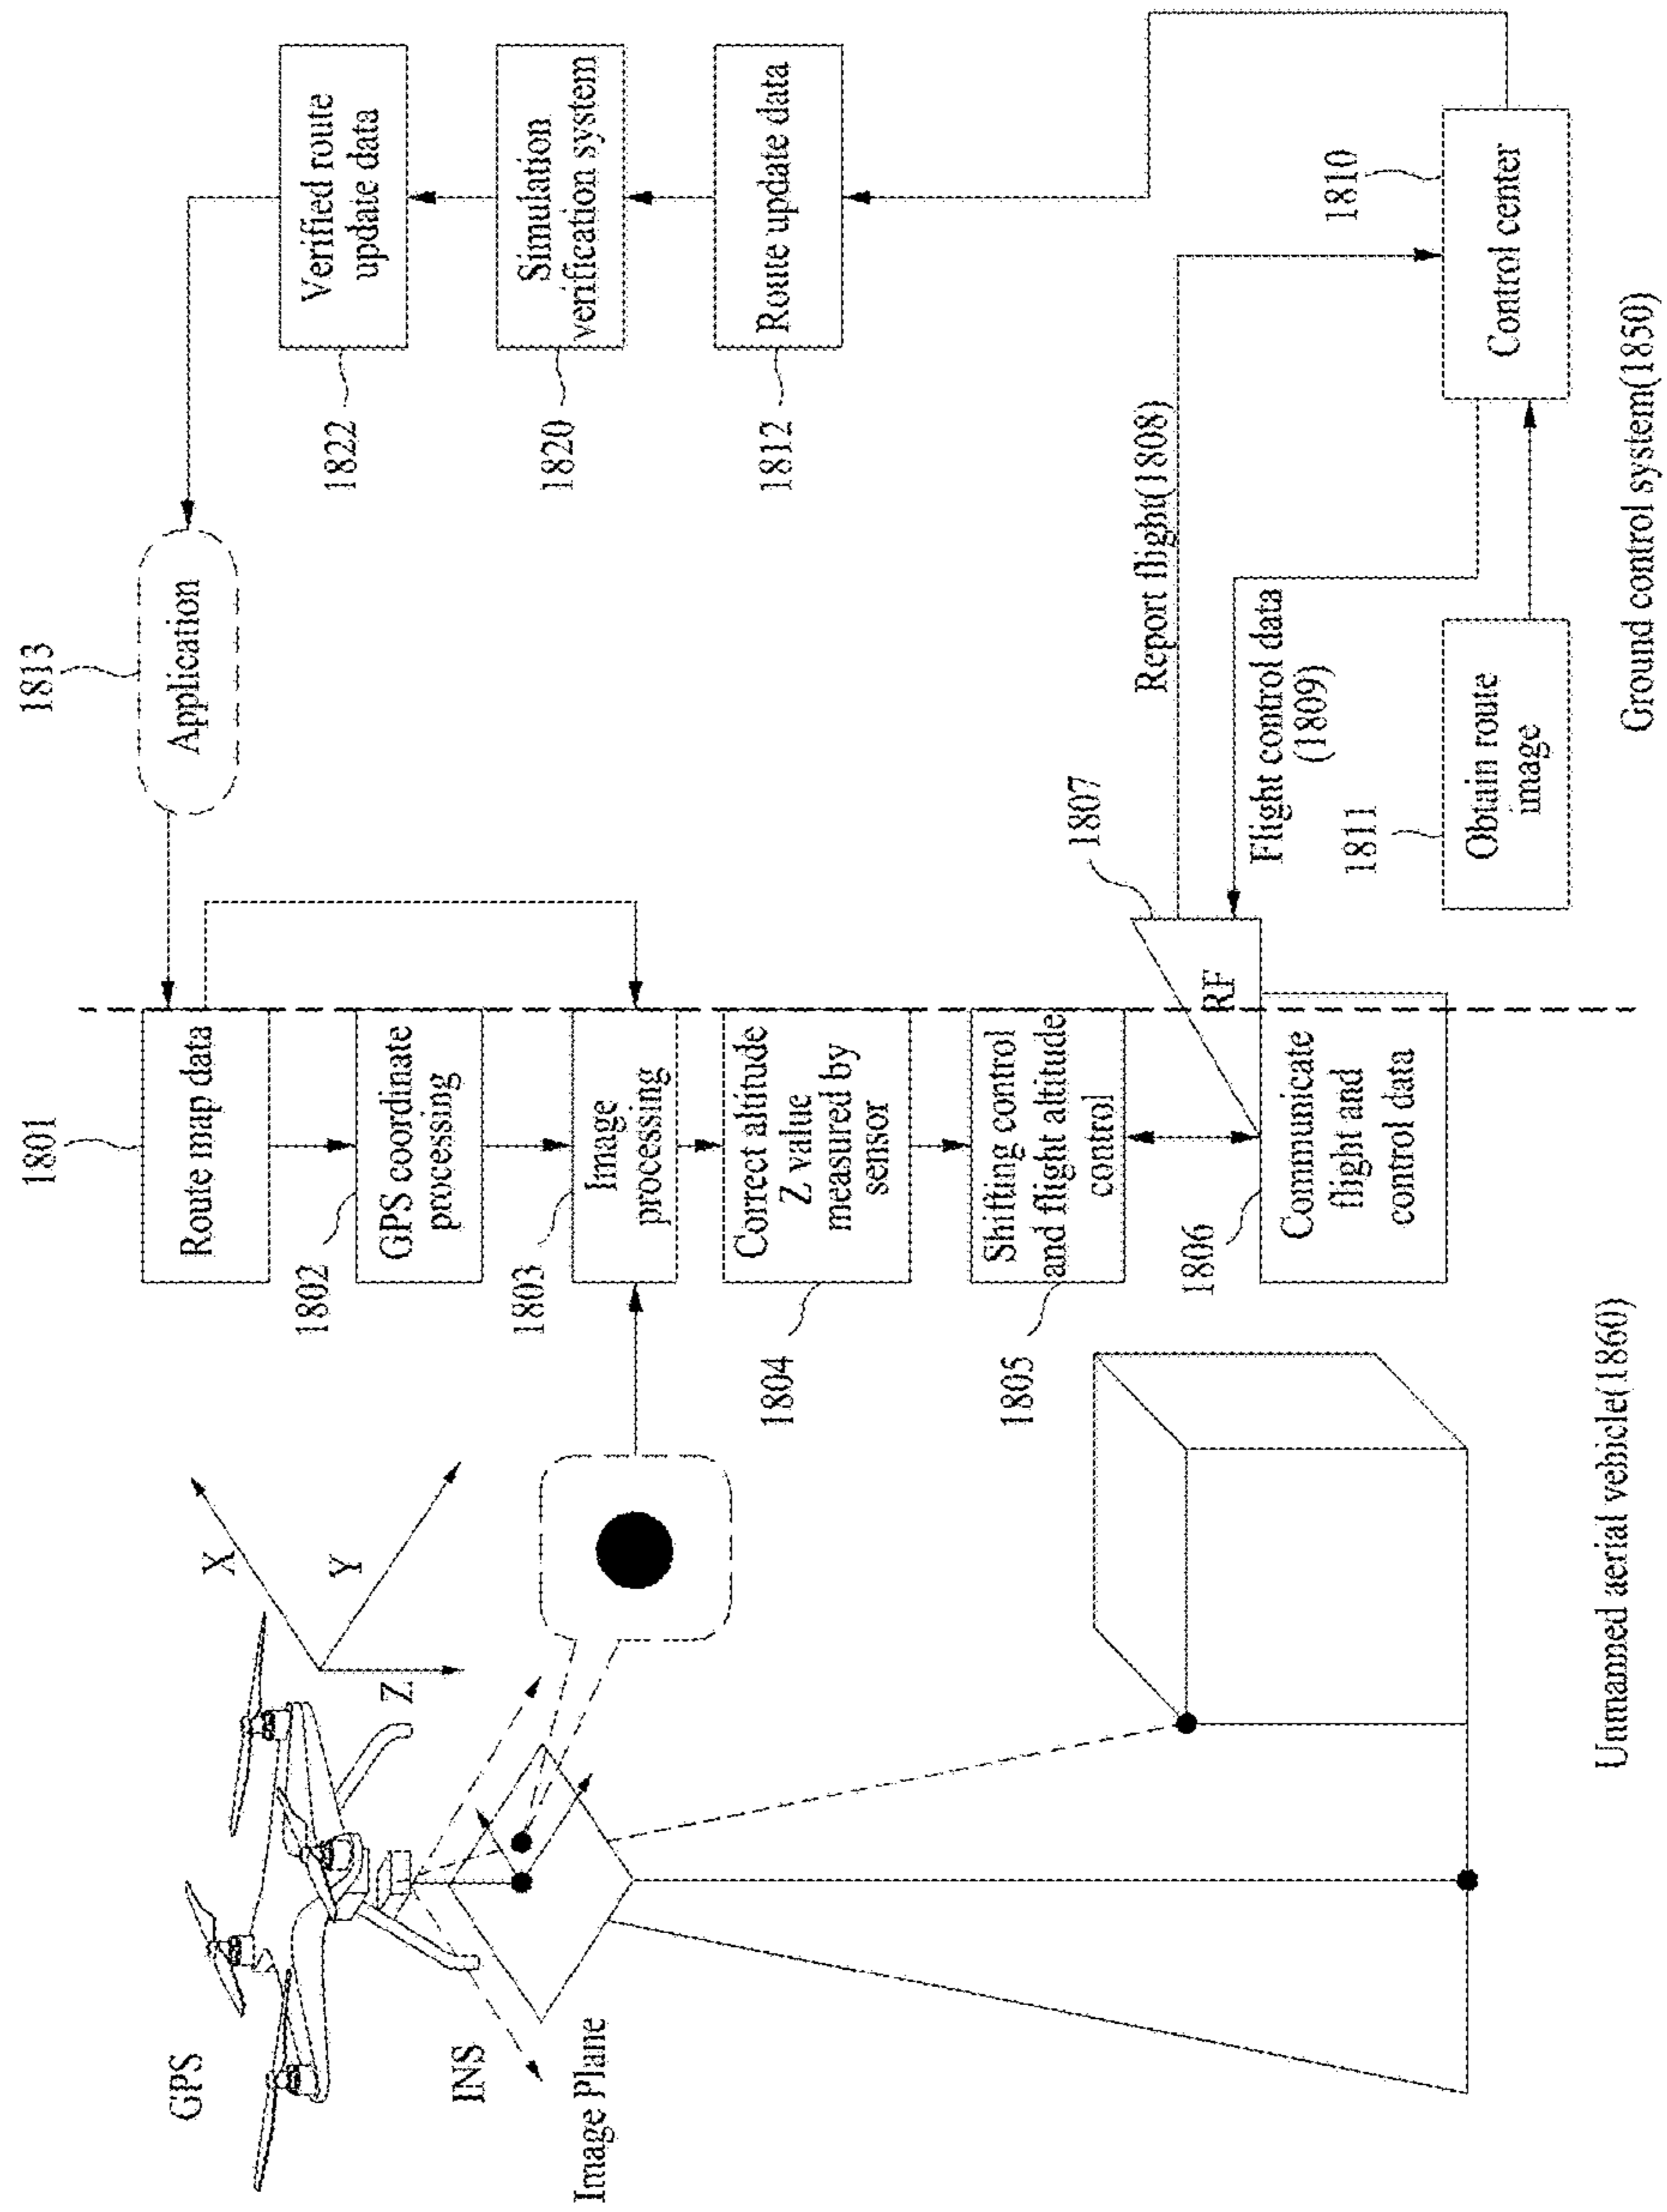 GPS
INS
Image Plane
X
Y
Z
1801
Route map data
1802
GPS coordinate
processing
1803
Image
processing
1804
Correct altitude
Z value
measured by
sensor
1805
Shifting control
and flight altitude
control
1806
Communicate
flight and
control data
1807
RF
Unmanned aerial vehicle(1860)
1813
Application
1822
Verified route
update data
1820
Simulation
verification system
1812
Route update data
Report flight(1808)
Flight control data
(1809)
1810
Control center
1811
Obtain route
image
Ground control system(1850)